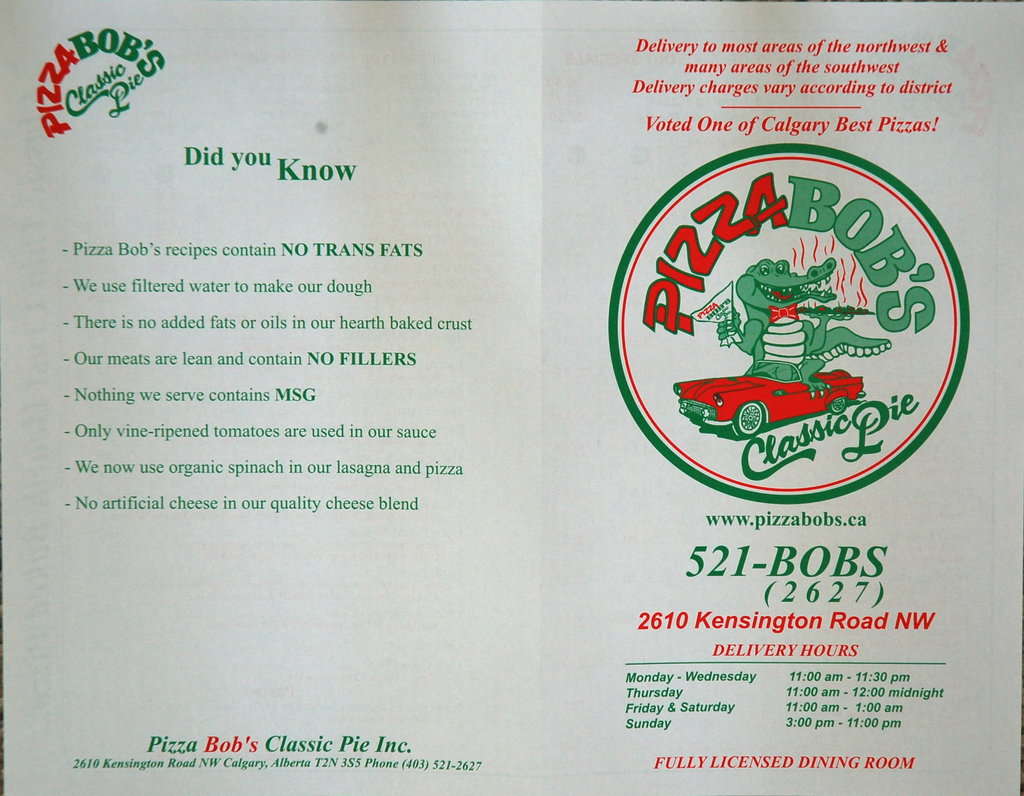 PIZZA BOB'S
Classic Pie
Did you Know
- Pizza Bob's recipes contain NO TRANS FATS
- We use filtered water to make our dough
- There is no added fats or oils in our hearth baked crust
- Our meats are lean and contain NO FILLERS
- Nothing we serve contains MSG
- Only vine-ripened tomatoes are used in our sauce
- We now use organic spinach in our lasagna and pizza
- No artificial cheese in our quality cheese blend
Pizza Bob's Classic Pie Inc.
2610 Kensington Road NW Calgary, Alberta T2N 3S5 Phone (403) 521-2627
Delivery to most areas of the northwest &
many areas of the southwest
Delivery charges vary according to district
Voted One of Calgary Best Pizzas!
PIZZA BOB'S
PIZZA
Classic Pie
www.pizzabobs.ca
521-BOBS
(2627)
2610 Kensington Road NW
DELIVERY HOURS
Monday - Wednesday 11:00 am - 11:30 pm
Thursday 11:00 am - 12:00 midnight
Friday & Saturday 11:00 am - 1:00 am
Sunday 3:00 pm - 11:00 pm
FULLY LICENSED DINING ROOM